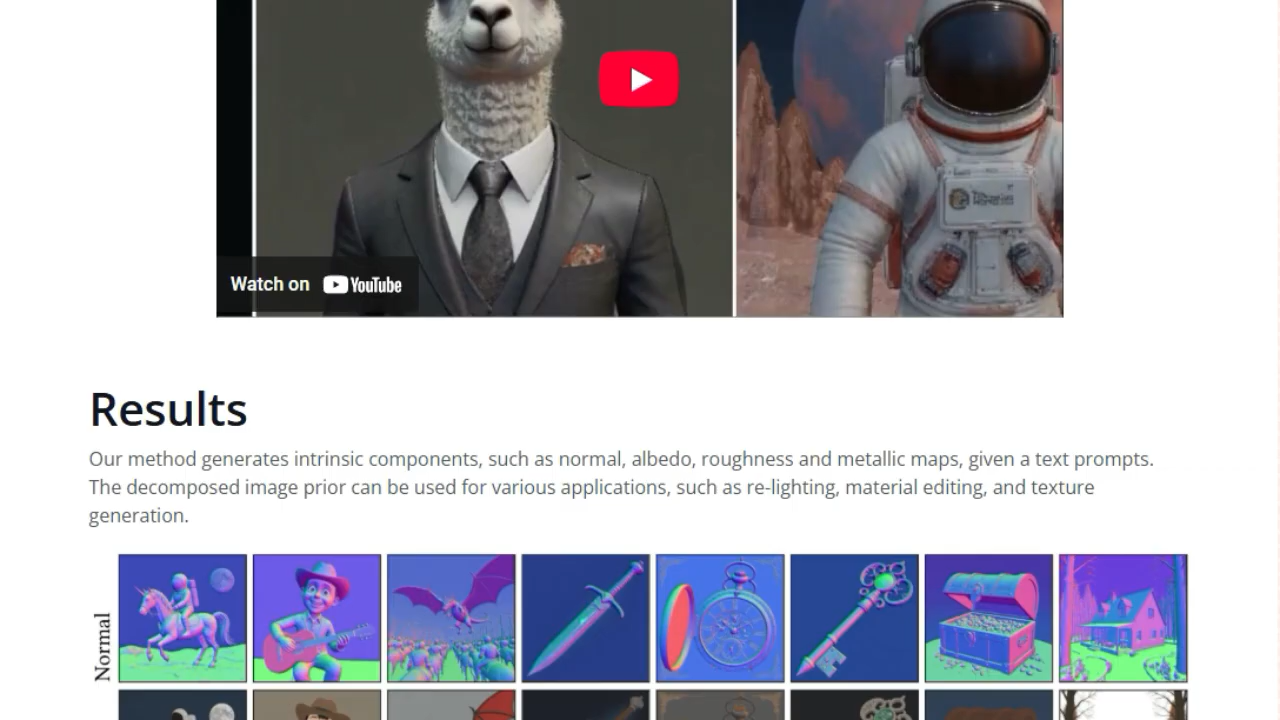 Watch on YouTube
Results
Our method generates intrinsic components, such as normal, albedo, roughness and metallic maps, given a text prompts.
The decomposed image prior can be used for various applications, such as re-lighting, material editing, and texture
generation.
Normal